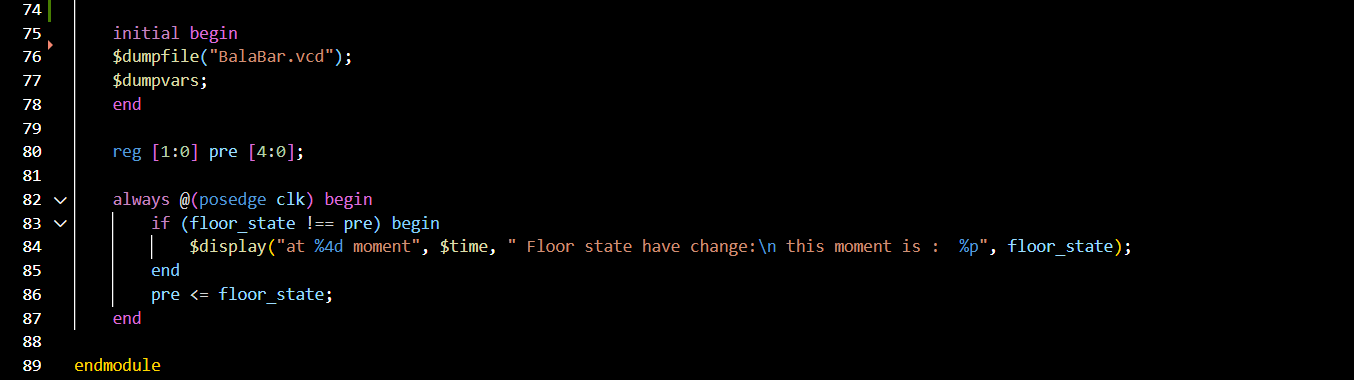 74
75 initial begin
76 $dumpfile("BalaBar.vcd");
77 $dumpvars;
78 end
79
80 reg [1:0] pre [4:0];
81
82 always @(posedge clk) begin
83 if (floor_state !== pre) begin
84 $display("at %4d moment", $time, " Floor state have change:\n this moment is :  %p", floor_state);
85 end
86 pre <= floor_state;
87 end
88
89 endmodule